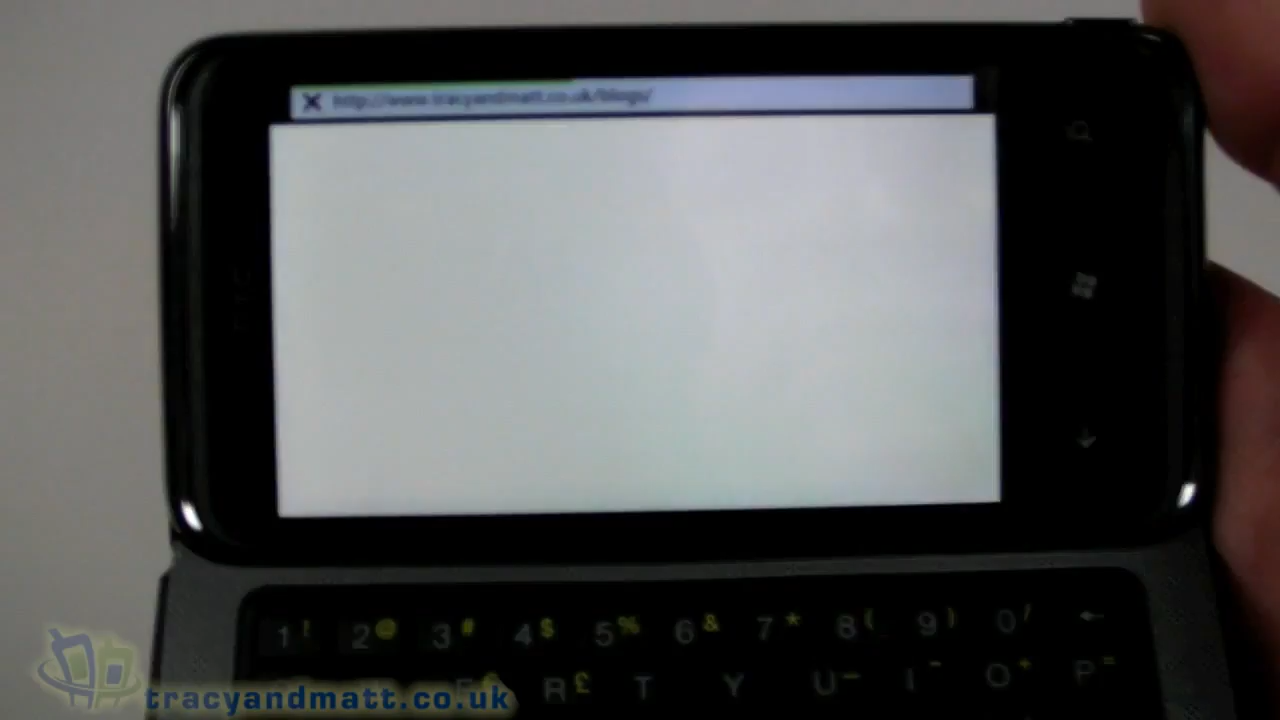 http://www.tracyandmatt.co.uk/blogs/
1 ! 2 @ 3 # 4 $ 5 % 6 & 7 * 8 ( 9 ) 0 /
R £ T Y U – I - O + P =
tracyandmatt.co.uk